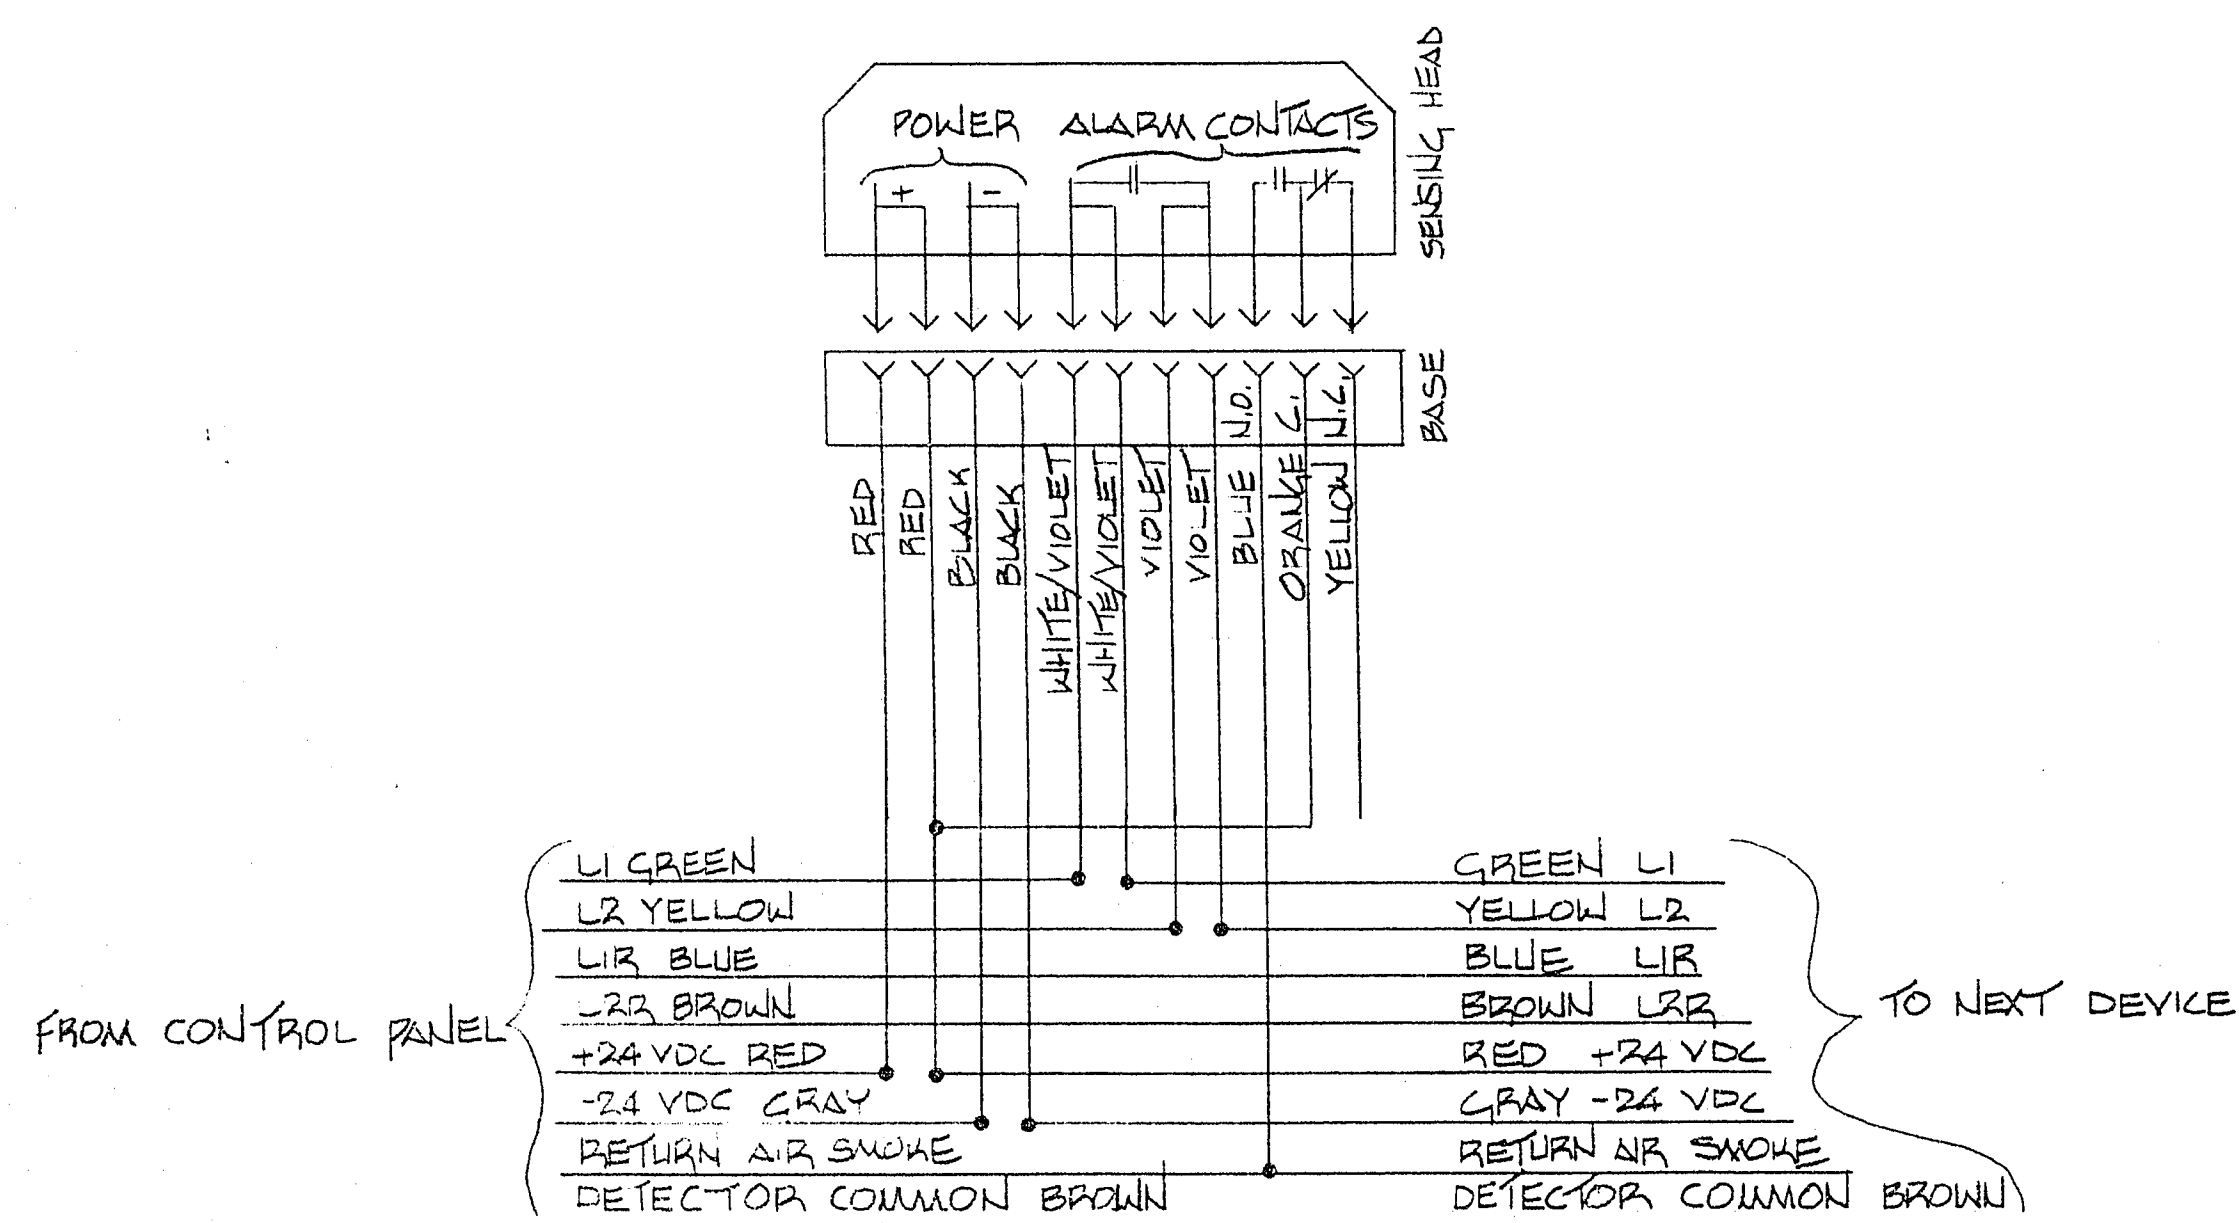 POWER
ALARM CONTACTS
+
-
SENSING HEAD
BASE
N.O.
C.
N.C.
RED
RED
BLACK
BLACK
WHITE/VIOLET
WHITE/VIOLET
VIOLET
VIOLET
BLUE
ORANGE
YELLOW
FROM CONTROL PANEL
L1 GREEN
L2 YELLOW
L1R BLUE
L2R BROWN
+24 VDC RED
-24 VDC GRAY
RETURN AIR SMOKE
DETECTOR COMMON BROWN
GREEN L1
YELLOW L2
BLUE L1R
BROWN L2R
RED +24 VDC
GRAY -24 VDC
RETURN AIR SMOKE
DETECTOR COMMON BROWN
TO NEXT DEVICE